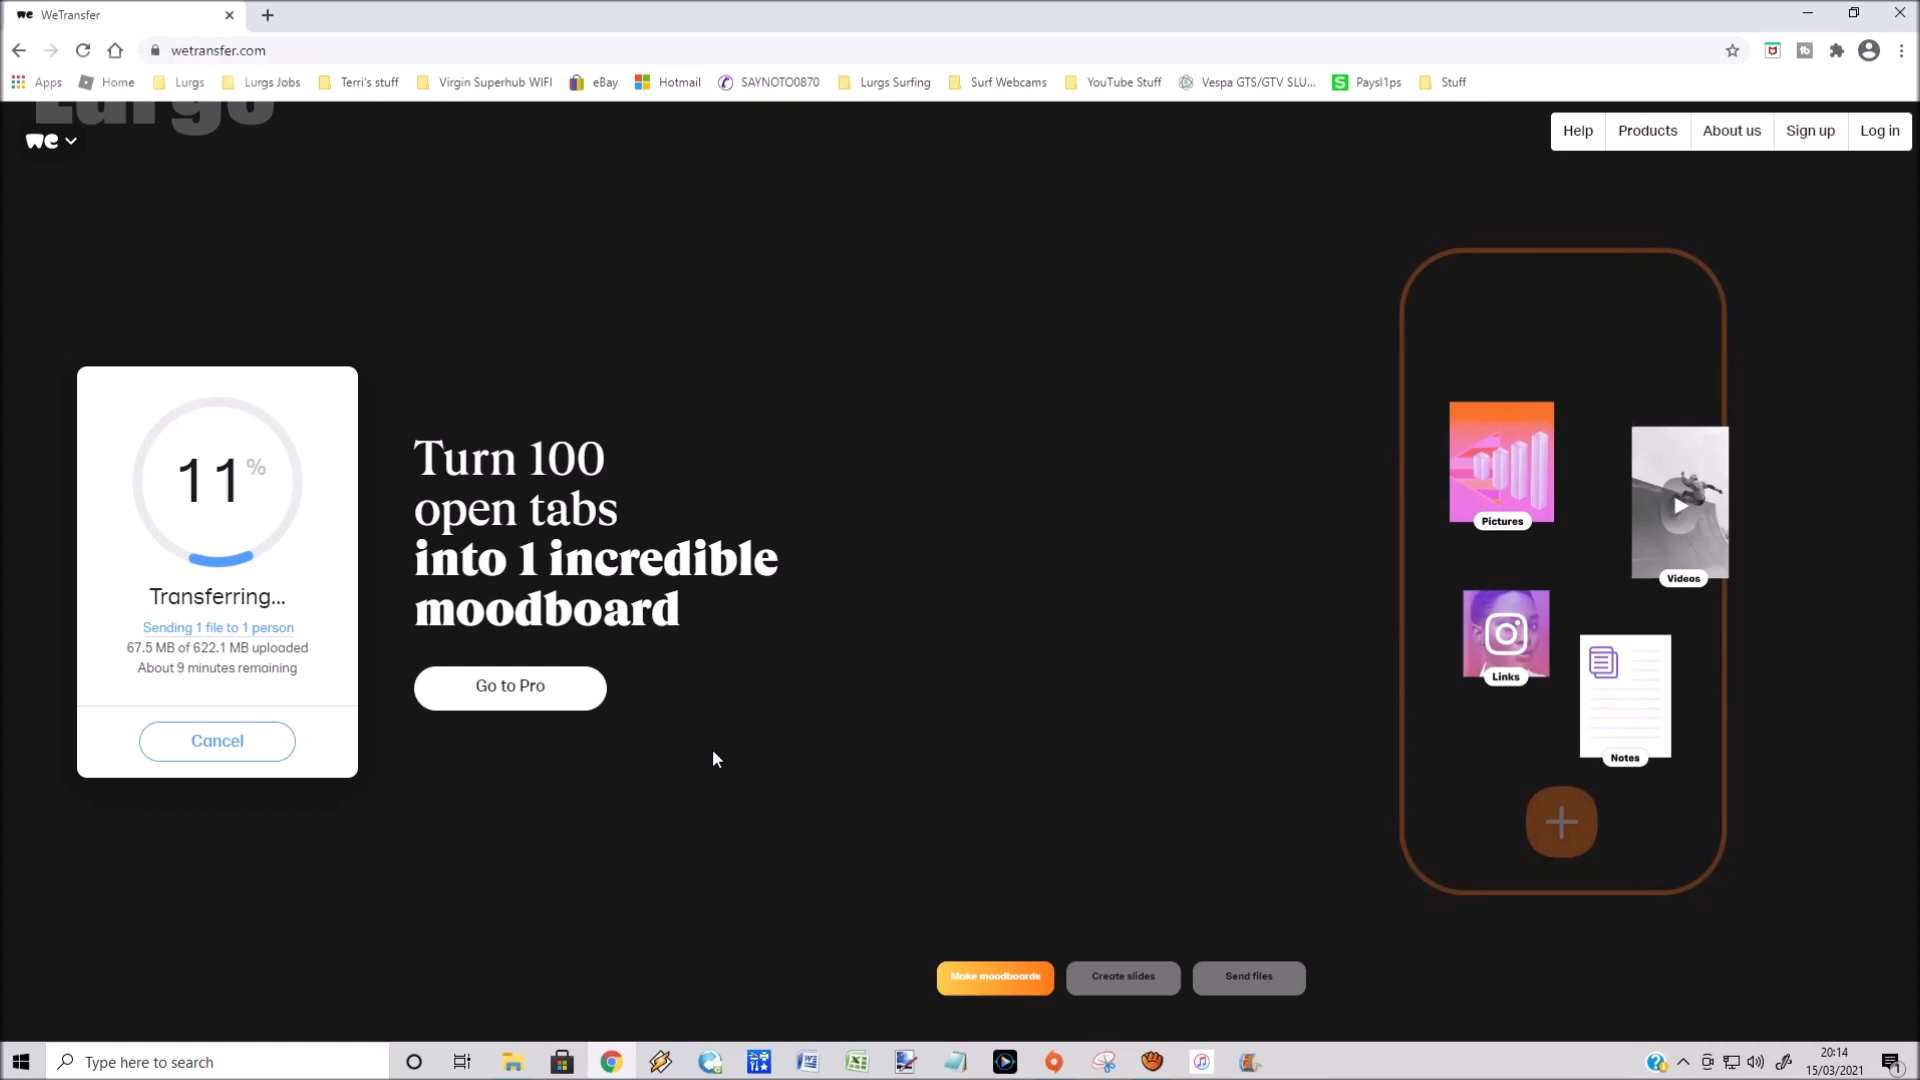 WeTransfer
wetransfer.com
Apps
Home
Lurgs
Lurgs Jobs
Terri's stuff
Virgin Superhub WIFI
eBay
Hotmail
SAYNOTO0870
Lurgs Surfing
Surf Webcams
YouTube Stuff
Vespa GTS/GTV SLU...
Paysl1ps
Stuff
Lurgo
we
Help
Products
About us
Sign up
Log in
11%
Transferring...
Sending 1 file to 1 person
67.5 MB of 622.1 MB uploaded
About 9 minutes remaining
Cancel
Turn 100
open tabs
into 1 incredible
moodboard
Go to Pro
Pictures
Videos
Links
Notes
Make moodboards
Create slides
Send files
Type here to search
20:14
15/03/2021